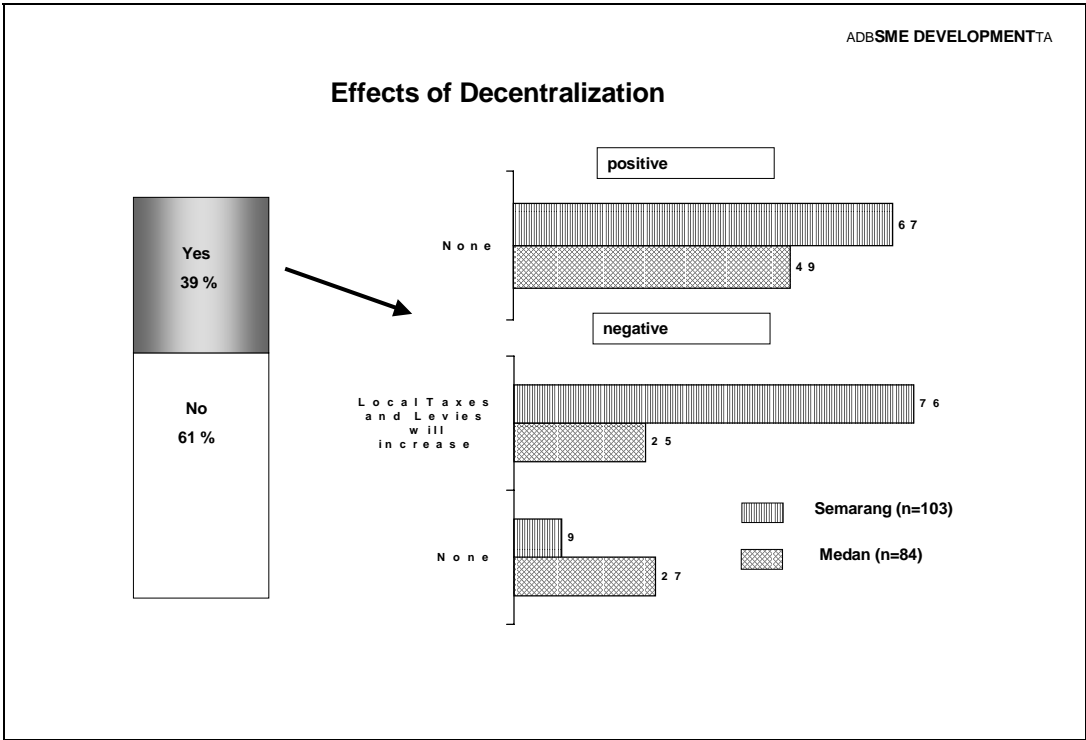 ADBSME DEVELOPMENTTA
Effects of Decentralization
positive
Yes
39 %
None
67
49
negative
No
61 %
Local Taxes
and Levies
will
increase
76
25
None
9
27
Semarang (n=103)
Medan (n=84)